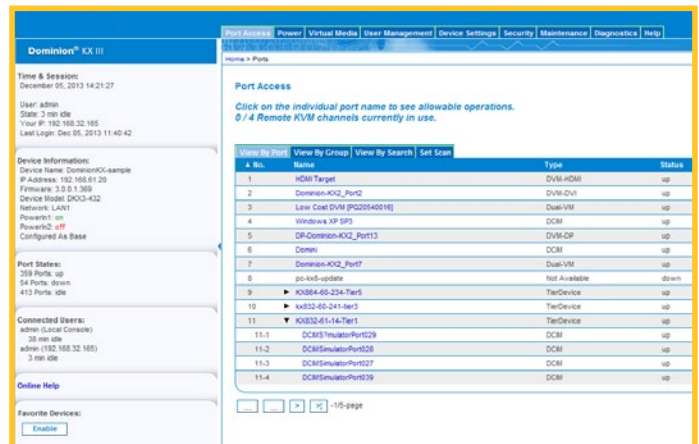 Port Access Power Virtual Media User Management Device Settings Security Maintenance Diagnostics Help
Dominion® KX III
Home > Ports
Time & Session:
December 05, 2013 14:21:27
User: admin
State: 3 min idle
Your IP: 192.168.32.165
Last Login: Dec 05, 2013 11:40:42
Device Information:
Device Name: DominionKX-sample
IP Address: 192.168.61.20
Firmware: 3.0.0.1.369
Device Model: DKX3-432
Network: LAN1
PowerIn1: on
PowerIn2: off
Configured As Base
Port States:
359 Ports: up
54 Ports: down
413 Ports: idle
Connected Users:
admin (Local Console)
38 min idle
admin (192.168.32.165)
3 min idle
Online Help
Favorite Devices:
Enable
Port Access
Click on the individual port name to see allowable operations.
0 / 4 Remote KVM channels currently in use.
View By Port View By Group View By Search Set Scan
▲ No. Name Type Status
1 HDMI Target DVM-HDMI up
2 Dominion-KX2_Port2 DVM-DVI up
3 Low Cost DVM [PQ20540016] Dual-VM up
4 Windows XP SP3 DCIM up
5 DP-Dominion-KX2_Port13 DVM-DP up
6 Domini DCIM up
7 Dominion-KX2_Port7 Dual-VM up
8 pc-kx8-update Not Available down
9 ► KX864-60-234-Tier5 TierDevice up
10 ► kx832-60-241-tier3 TierDevice up
11 ▼ KX832-61-14-Tier1 TierDevice up
11-1 DCIMS?mulatorPort029 DCIM up
11-2 DCIMSimulatorPort028 DCIM up
11-3 DCIMSimulatorPort027 DCIM up
11-4 DCIMSimulatorPort039 DCIM up
... ... > >| -1/5-page